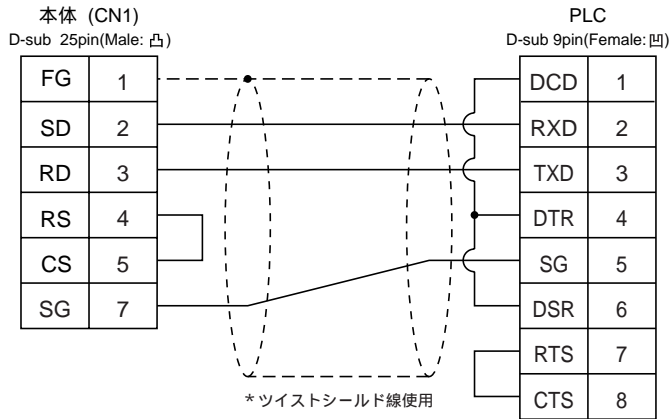 本体 (CN1)
D-sub 25pin(Male: 凸)
FG 1
SD 2
RD 3
RS 4
CS 5
SG 7
PLC
D-sub 9pin(Female: 凹)
DCD 1
RXD 2
TXD 3
DTR 4
SG 5
DSR 6
RTS 7
CTS 8
*ツイストシールド線使用